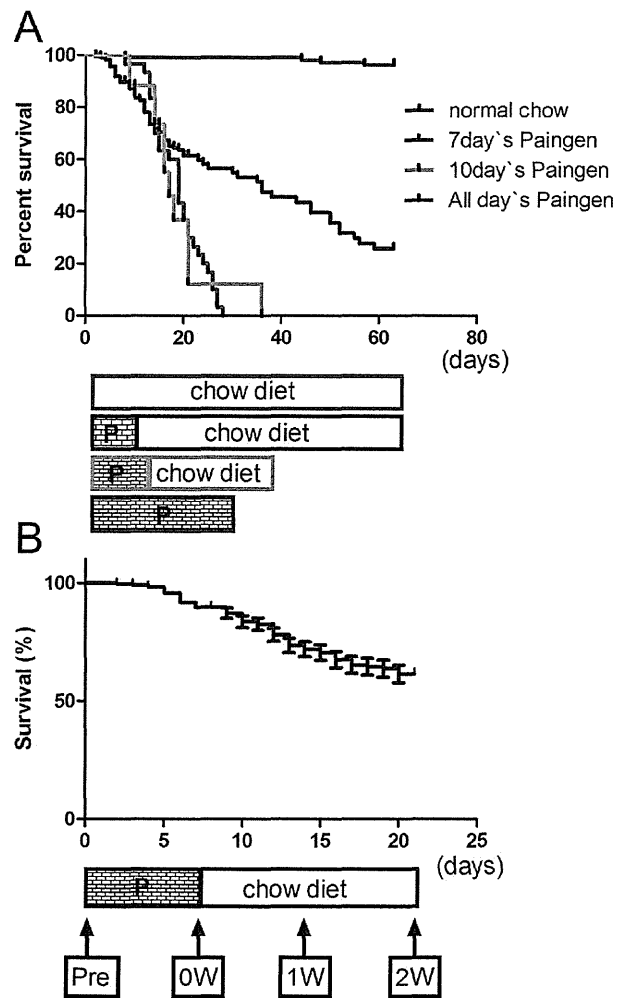 A
Percent survival
100
80
60
40
20
0
0 20 40 60 80
(days)
normal chow
7day`s Paingen
10day`s Paingen
All day`s Paingen
chow diet
P chow diet
P chow diet
P
B
Survival (%)
100
50
0
0 5 10 15 20 25
(days)
P chow diet
Pre 0W 1W 2W